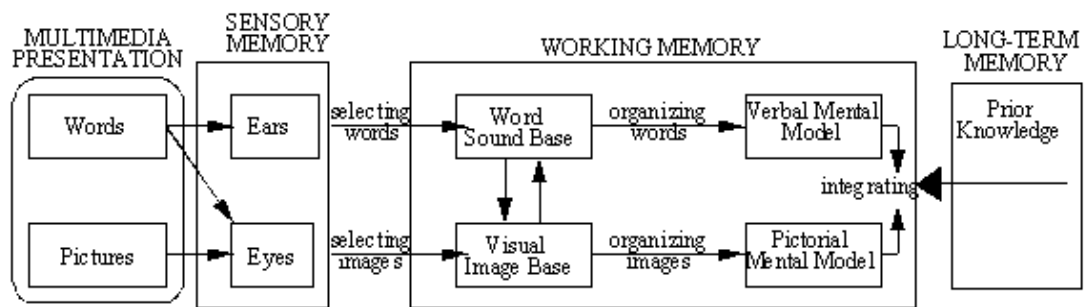 MULTIMEDIA
PRESENTATION
SENSORY
MEMORY
WORKING MEMORY
LONG-TERM
MEMORY
Words
Ears
selecting
words
Word
Sound Base
organizing
words
Verbal Mental
Model
Prior
Knowledge
integrating
Pictures
Eyes
selecting
images
Visual
Image Base
organizing
images
Pictorial
Mental Model